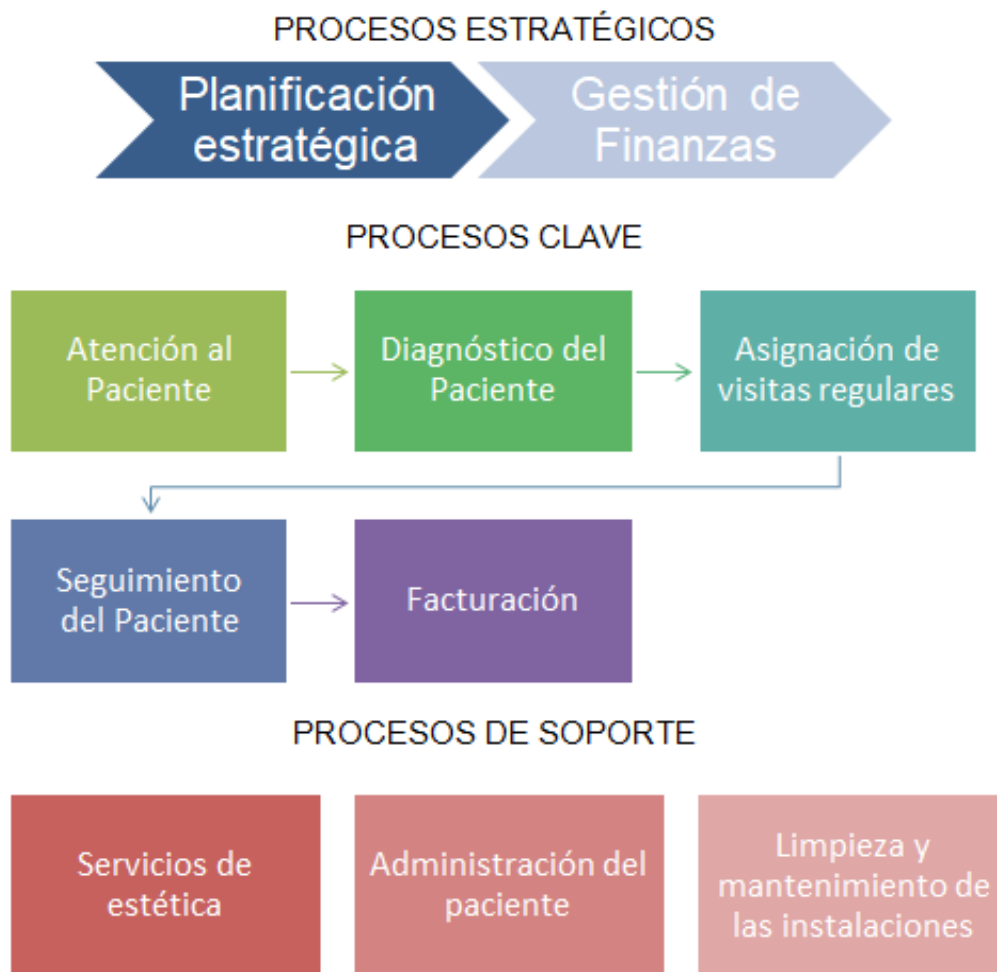 PROCESOS ESTRATÉGICOS
Planificación
estratégica
Gestión de
Finanzas
PROCESOS CLAVE
Atención al
Paciente
Diagnóstico del
Paciente
Asignación de
visitas regulares
Seguimiento
del Paciente
Facturación
PROCESOS DE SOPORTE
Servicios de
estética
Administración del
paciente
Limpieza y
mantenimiento de
las instalaciones